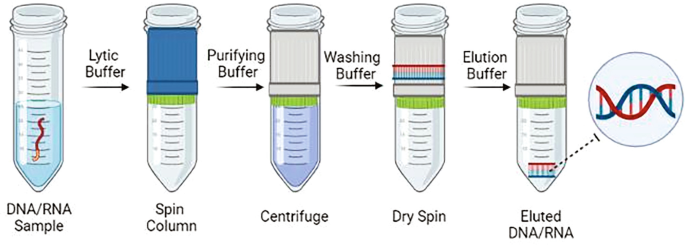 Lytic
Buffer
Purifying
Buffer
Washing
Buffer
Elution
Buffer
DNA/RNA
Sample
Spin
Column
Centrifuge
Dry Spin
Eluted
DNA/RNA